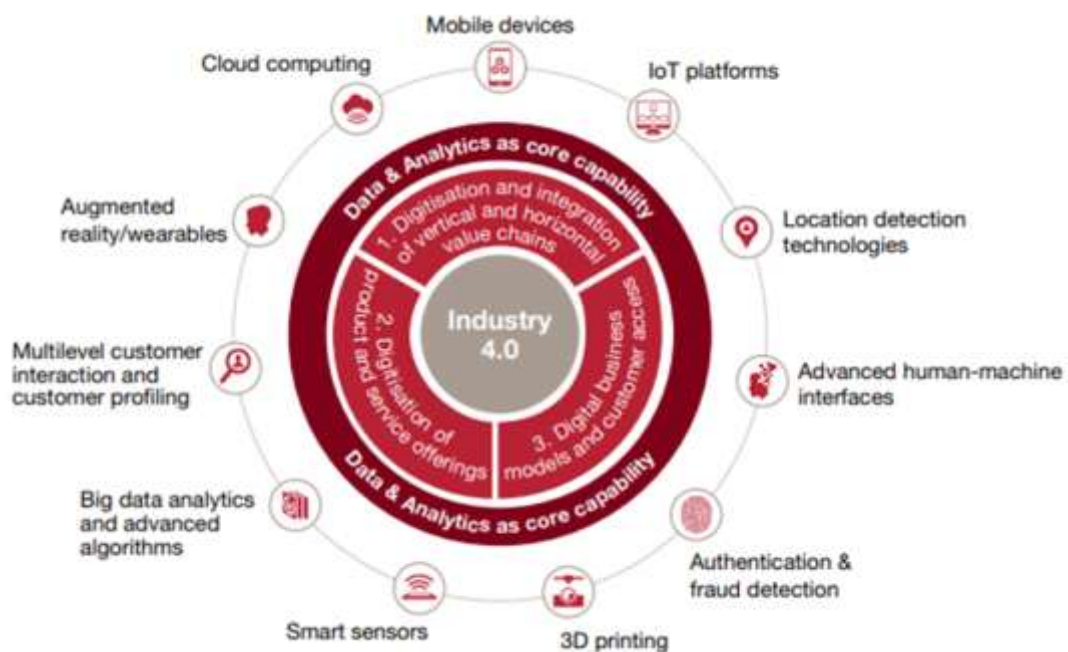 Mobile devices
Cloud computing
IoT platforms
Data & Analytics as core capability
1. Digitisation and integration
of vertical and horizontal
value chains
Augmented
reality/wearables
Location detection
technologies
Industry
4.0
2. Digitisation of
product and service offerings
3. Digital business
models and customer access
Multilevel customer
interaction and
customer profiling
Advanced human-machine
interfaces
Data & Analytics as core capability
Big data analytics
and advanced
algorithms
Authentication &
fraud detection
Smart sensors
3D printing